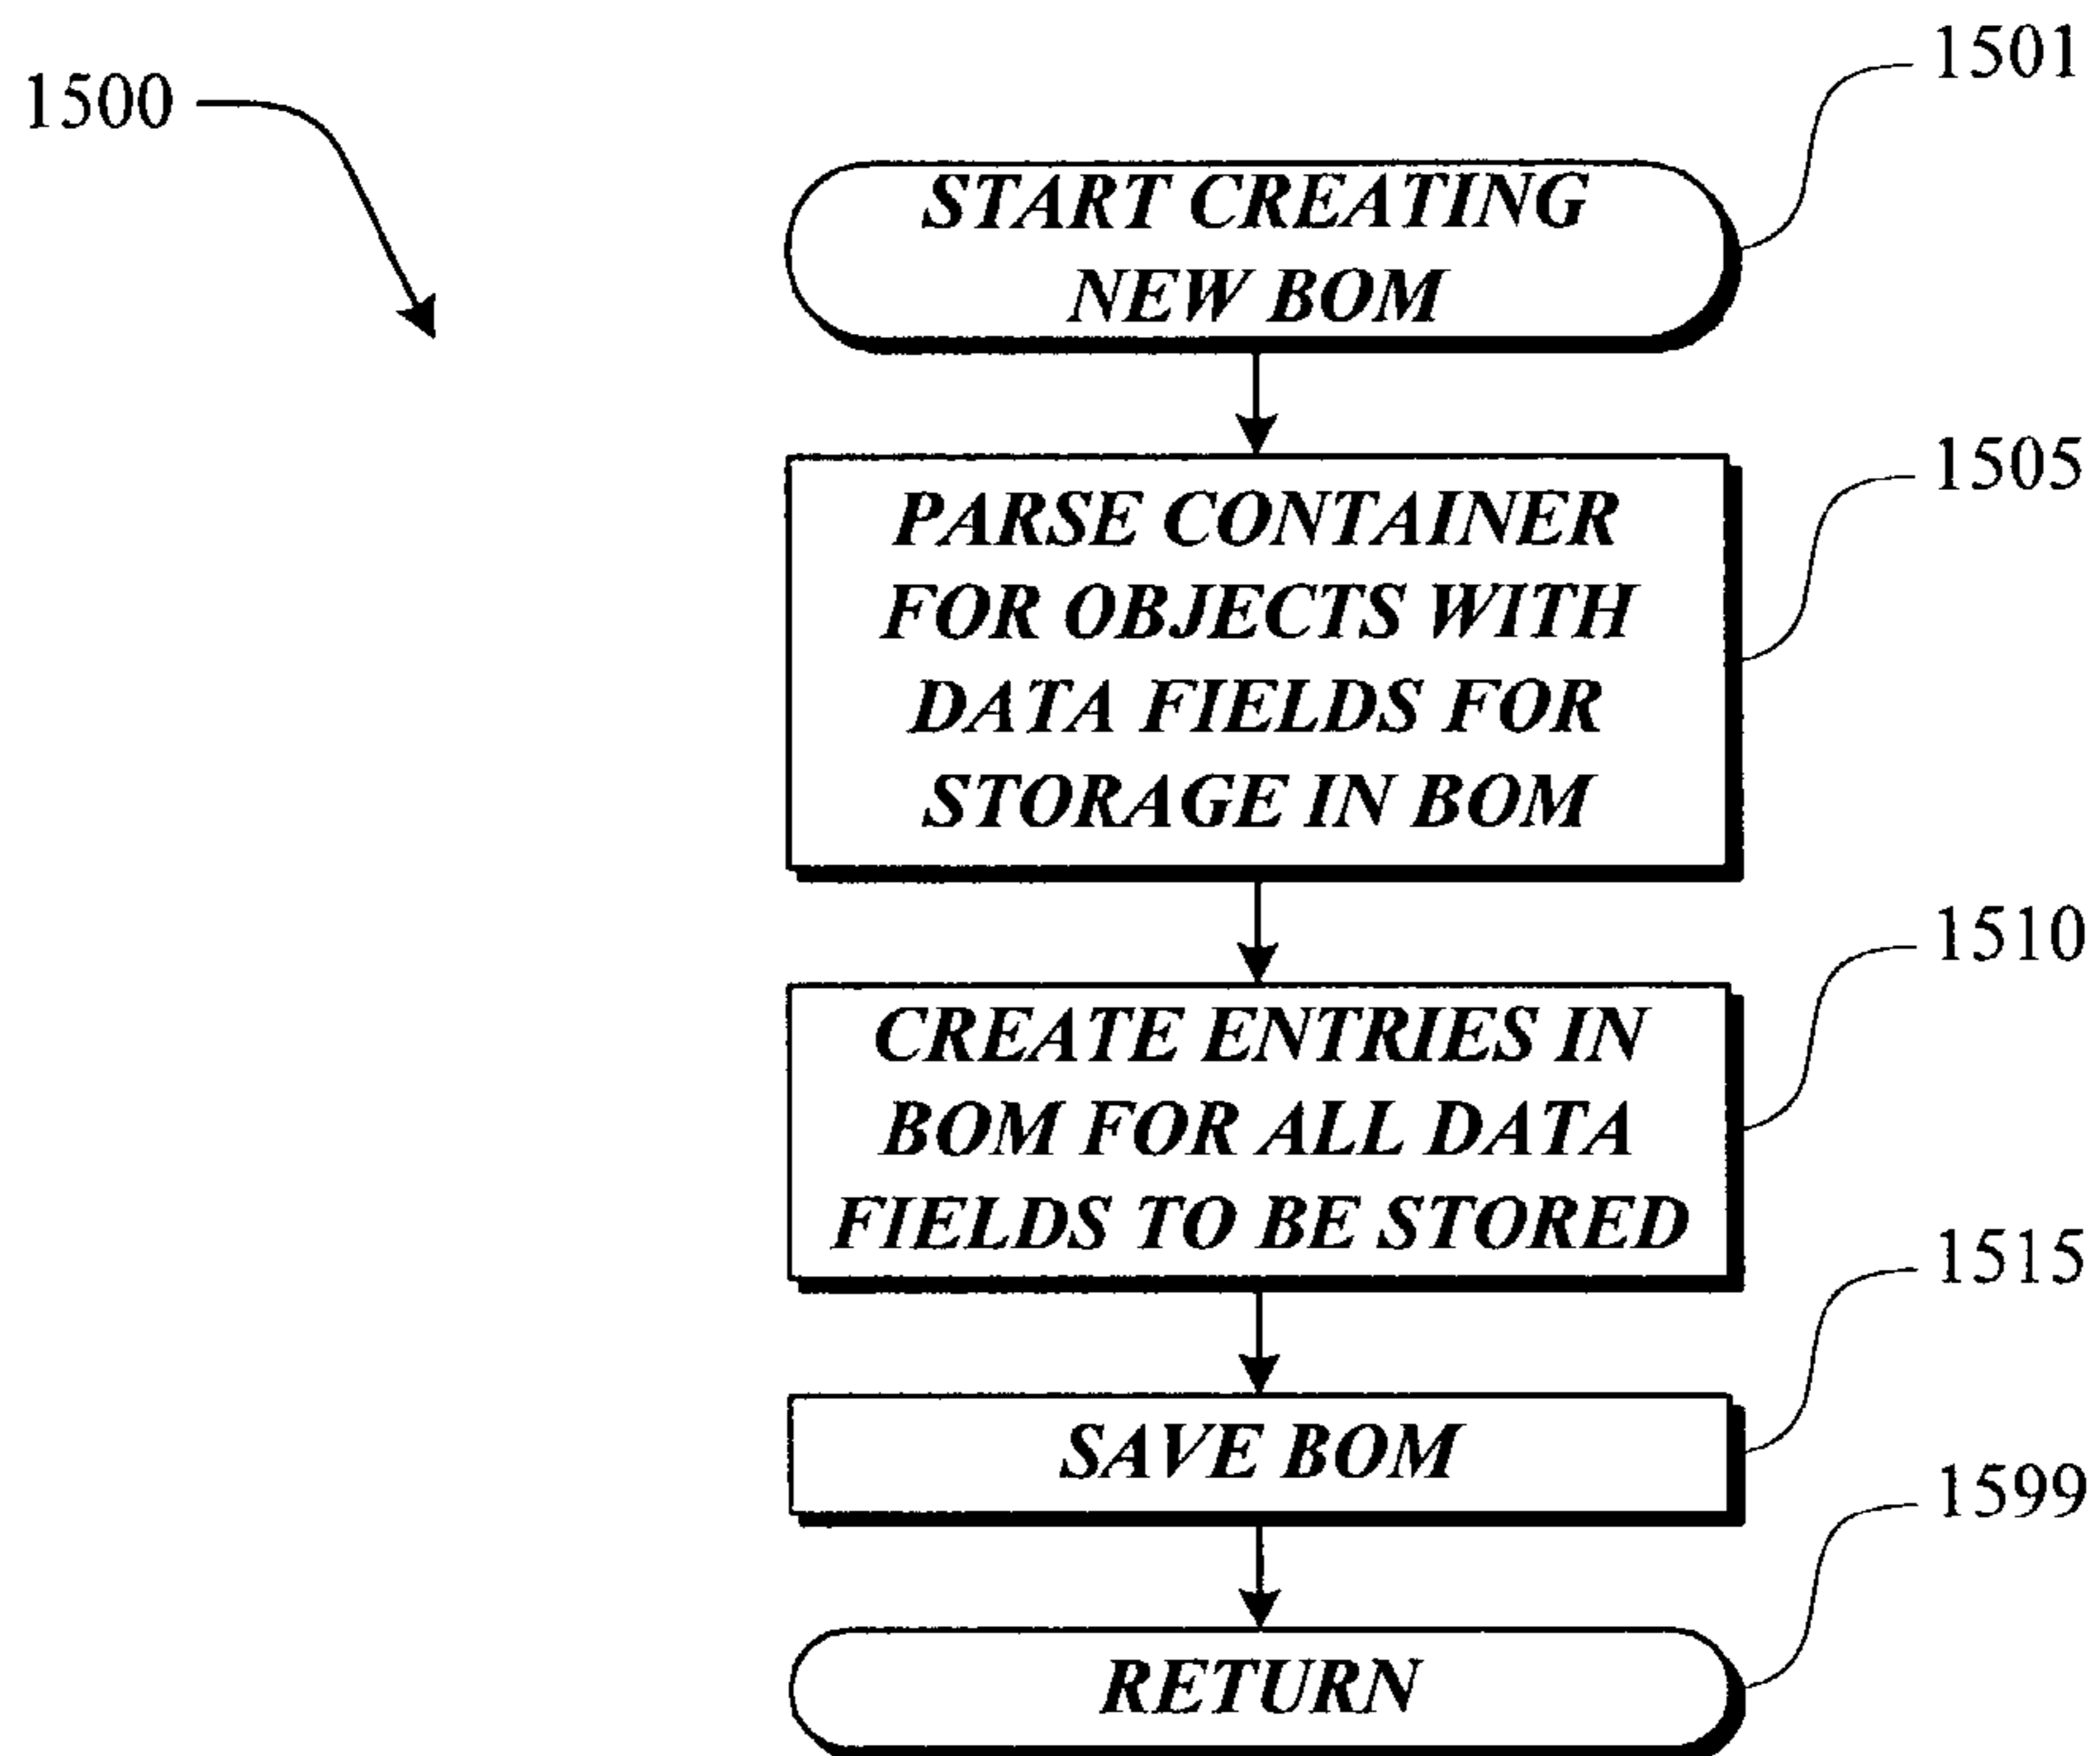 1500
1501
START CREATING
NEW BOM
1505
PARSE CONTAINER
FOR OBJECTS WITH
DATA FIELDS FOR
STORAGE IN BOM
1510
CREATE ENTRIES IN
BOM FOR ALL DATA
FIELDS TO BE STORED
1515
SAVE BOM
1599
RETURN